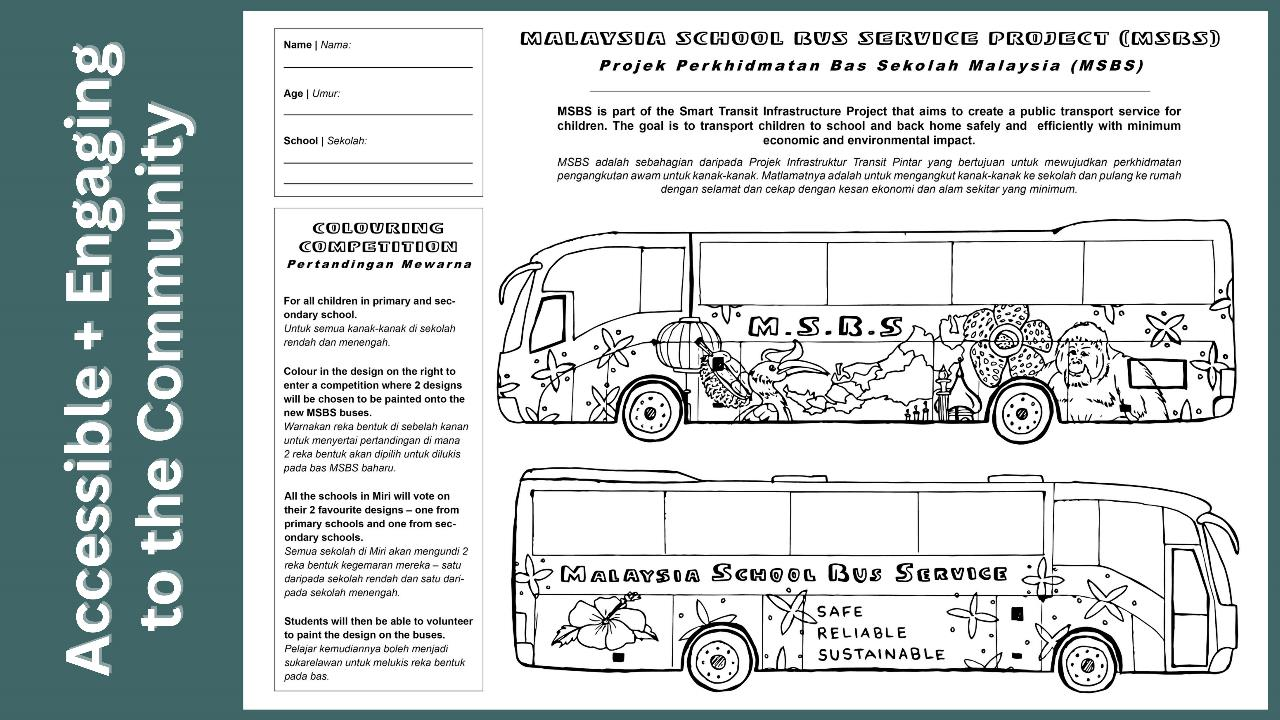 Accessible + Engaging
to the Community
Name | Nama:
Age | Umur:
School | Sekolah:
COLOURING
COMPETITION
Pertandingan Mewarna
For all children in primary and sec-
ondary school.
Untuk semua kanak-kanak di sekolah
rendah dan menengah.
Colour in the design on the right to
enter a competition where 2 designs
will be chosen to be painted onto the
new MSBS buses.
Warnakan reka bentuk di sebelah kanan
untuk menyertai pertandingan di mana
2 reka bentuk akan dipilih untuk dilukis
pada bas MSBS baharu.
All the schools in Miri will vote on
their 2 favourite designs – one from
primary schools and one from sec-
ondary schools.
Semua sekolah di Miri akan mengundi 2
reka bentuk kegemaran mereka – satu
daripada sekolah rendah dan satu dari-
pada sekolah menengah.
Students will then be able to volunteer
to paint the design on the buses.
Pelajar kemudiannya boleh menjadi
sukarelawan untuk melukis reka bentuk
pada bas.
MALAYSIA SCHOOL BUS SERVICE PROJECT (MSBS)
Projek Perkhidmatan Bas Sekolah Malaysia (MSBS)
MSBS is part of the Smart Transit Infrastructure Project that aims to create a public transport service for
children. The goal is to transport children to school and back home safely and efficiently with minimum
economic and environmental impact.
MSBS adalah sebahagian daripada Projek Infrastruktur Transit Pintar yang bertujuan untuk mewujudkan perkhidmatan
pengangkutan awam untuk kanak-kanak. Matlamatnya adalah untuk mengangkut kanak-kanak ke sekolah dan pulang ke rumah
dengan selamat dan cekap dengan kesan ekonomi dan alam sekitar yang minimum.
M.S.B.S
MALAYSIA SCHOOL BUS SERVICE
SAFE
RELIABLE
SUSTAINABLE